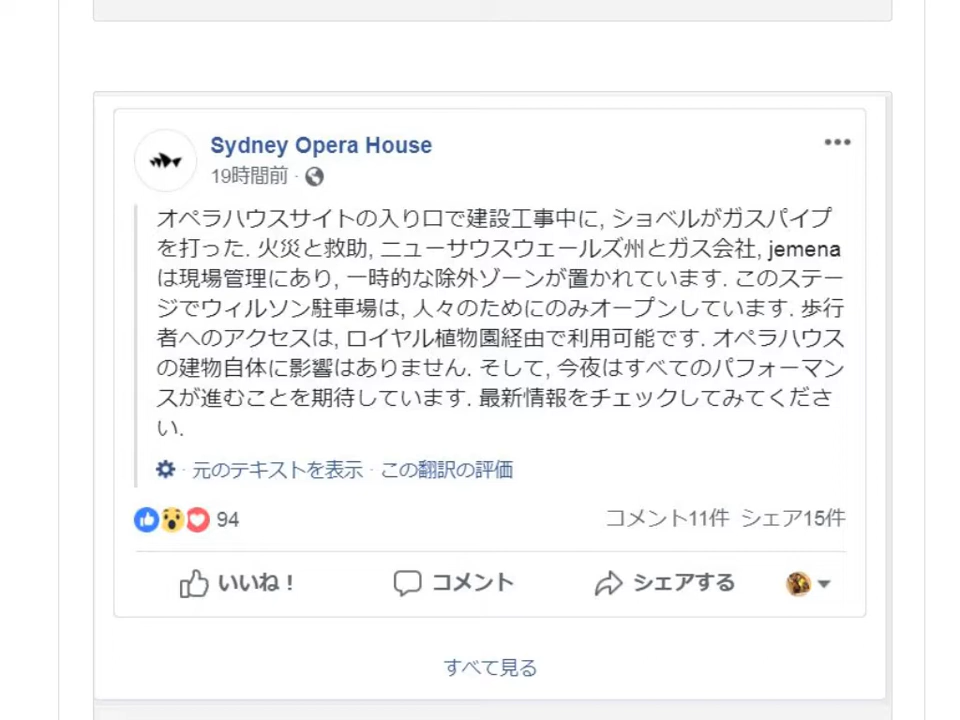 Sydney Opera House
19時間前 ·
オペラハウスサイトの入り口で建設工事中に, ショベルがガスパイプ
を打った. 火災と救助, ニューサウスウェールズ州とガス会社, jemena
は現場管理にあり, 一時的な除外ゾーンが置かれています. このステー
ジでウィルソン駐車場は, 人々のためにのみオープンしています. 歩行
者へのアクセスは, ロイヤル植物園経由で利用可能です. オペラハウス
の建物自体に影響はありません. そして, 今夜はすべてのパフォーマン
スが進むことを期待しています. 最新情報をチェックしてみてくださ
い.
· 元のテキストを表示 · この翻訳の評価
94 コメント11件 シェア15件
いいね！ コメント シェアする
すべて見る